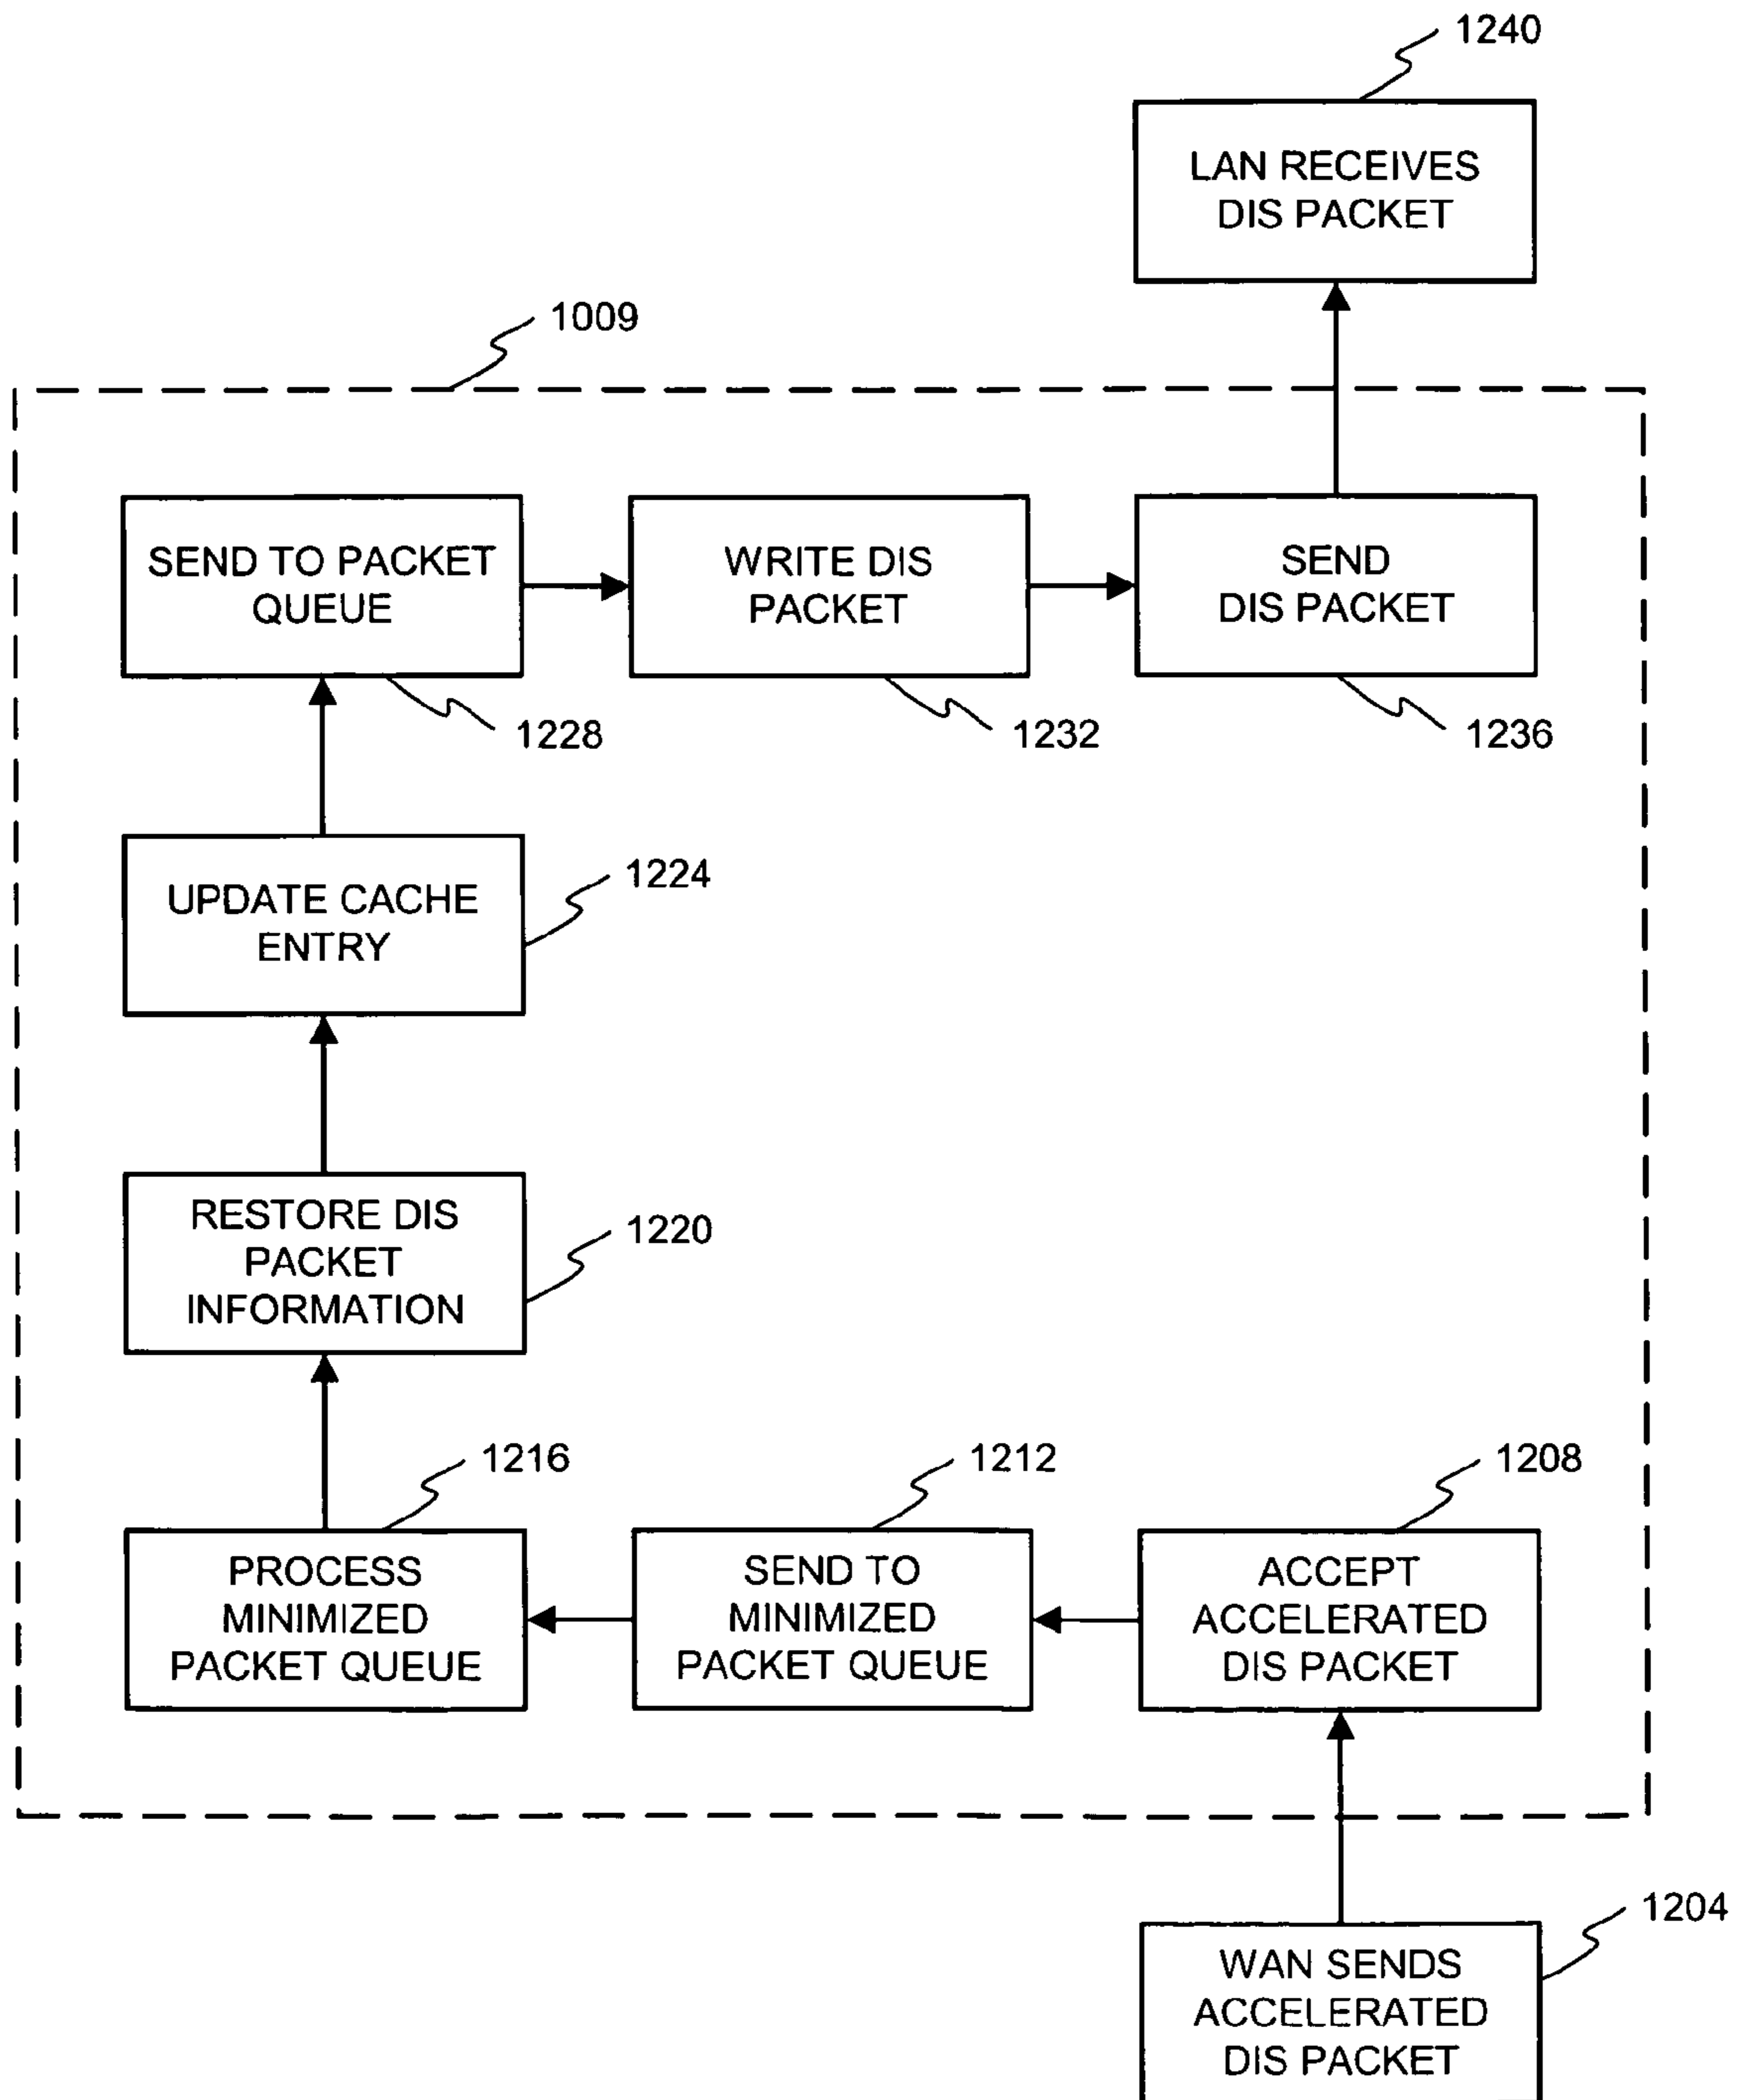 1240
LAN RECEIVES
DIS PACKET
1009
SEND TO PACKET
QUEUE
WRITE DIS
PACKET
SEND
DIS PACKET
1228
1232
1236
UPDATE CACHE
ENTRY
1224
RESTORE DIS
PACKET
INFORMATION
1220
1216
1212
1208
PROCESS
MINIMIZED
PACKET QUEUE
SEND TO
MINIMIZED
PACKET QUEUE
ACCEPT
ACCELERATED
DIS PACKET
1204
WAN SENDS
ACCELERATED
DIS PACKET